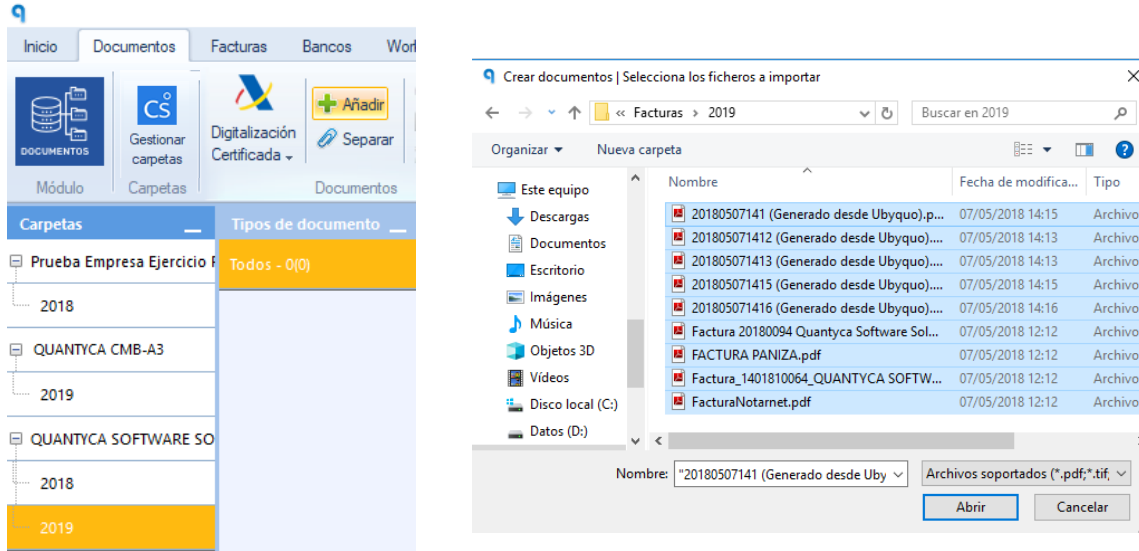 Inicio Documentos Facturas Bancos Work
DOCUMENTOS
Gestionar carpetas
Digitalización Certificada
Añadir
Separar
Módulo Carpetas Documentos
Carpetas Tipos de documento
Prueba Empresa Ejercicio P
Todos - 0(0)
2018
QUANTYCA CMB-A3
2019
QUANTYCA SOFTWARE SO
2018
2019
Crear documentos | Selecciona los ficheros a importar
« Facturas > 2019 Buscar en 2019
Organizar Nueva carpeta
Este equipo
Descargas
Documentos
Escritorio
Imágenes
Música
Objetos 3D
Vídeos
Disco local (C:)
Datos (D:)
Nombre Fecha de modifica... Tipo
20180507141 (Generado desde Ubyquo).p... 07/05/2018 14:15 Archivo
201805071412 (Generado desde Ubyquo).... 07/05/2018 14:13 Archivo
201805071413 (Generado desde Ubyquo).... 07/05/2018 14:13 Archivo
201805071415 (Generado desde Ubyquo).... 07/05/2018 14:15 Archivo
201805071416 (Generado desde Ubyquo).... 07/05/2018 14:16 Archivo
Factura 20180094 Quantyca Software Sol... 07/05/2018 12:12 Archivo
FACTURA PANIZA.pdf 07/05/2018 12:12 Archivo
Factura_1401810064_QUANTYCA SOFTW... 07/05/2018 12:12 Archivo
FacturaNotarnet.pdf 07/05/2018 12:12 Archivo
Nombre: "20180507141 (Generado desde Uby Archivos soportados (*.pdf;*.tif;
Abrir Cancelar